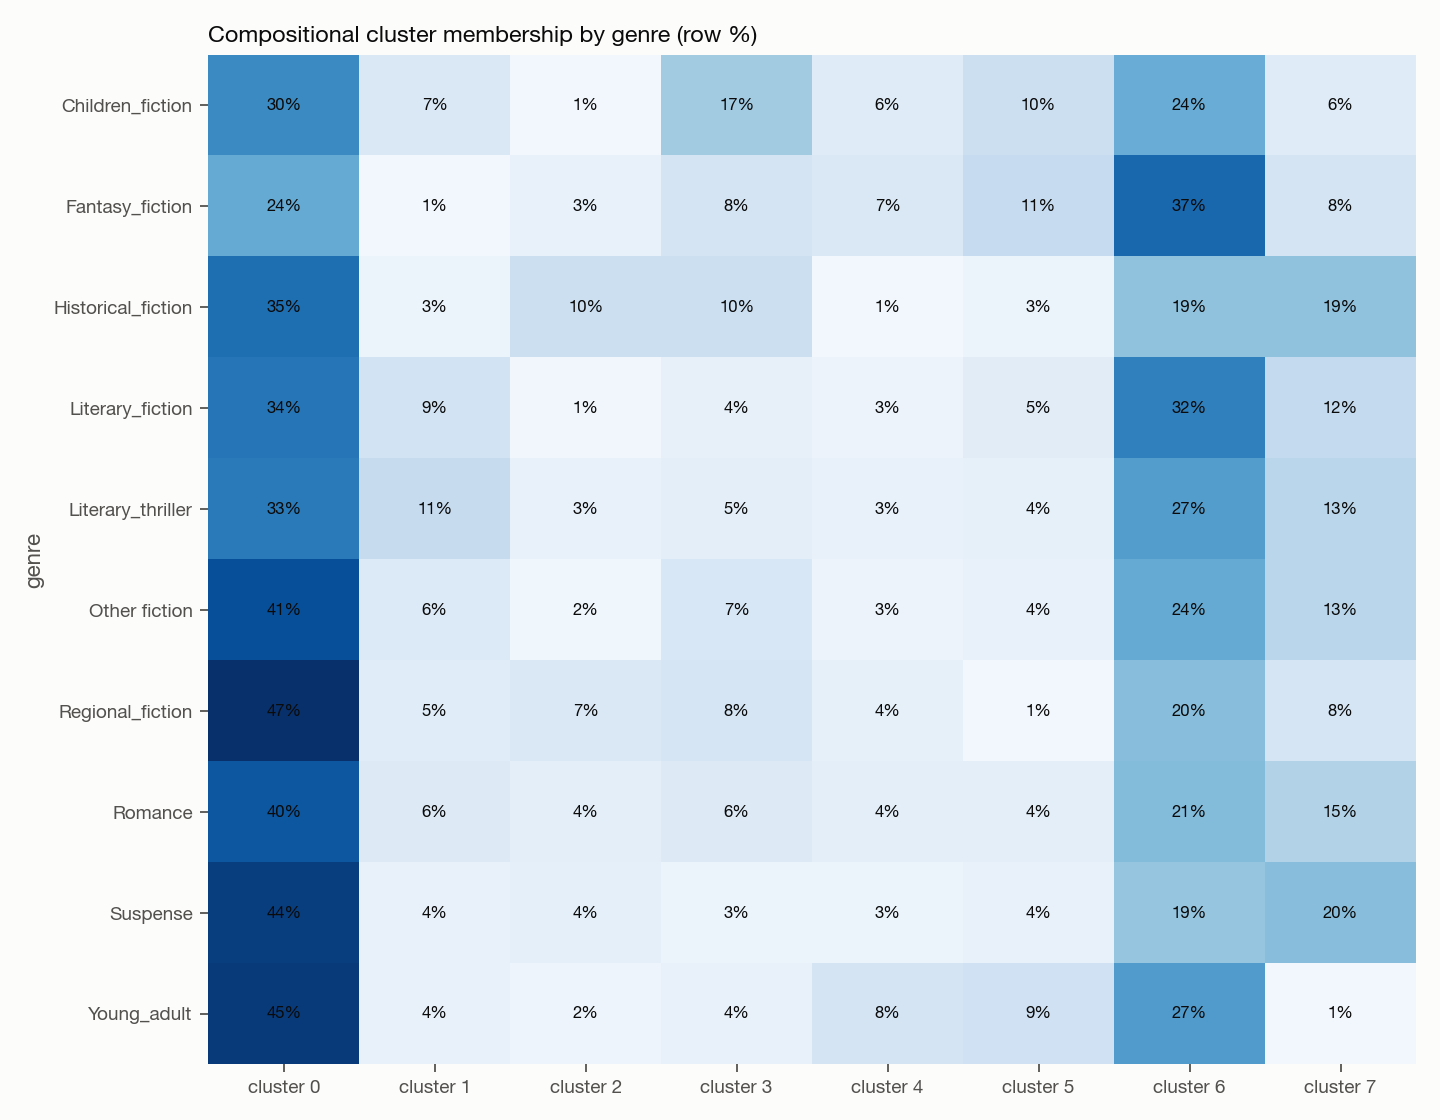 Compositional cluster membership by genre (row %)
genre
Children_fiction 30% 7% 1% 17% 6% 10% 24% 6%
Fantasy_fiction 24% 1% 3% 8% 7% 11% 37% 8%
Historical_fiction 35% 3% 10% 10% 1% 3% 19% 19%
Literary_fiction 34% 9% 1% 4% 3% 5% 32% 12%
Literary_thriller 33% 11% 3% 5% 3% 4% 27% 13%
Other fiction 41% 6% 2% 7% 3% 4% 24% 13%
Regional_fiction 47% 5% 7% 8% 4% 1% 20% 8%
Romance 40% 6% 4% 6% 4% 4% 21% 15%
Suspense 44% 4% 4% 3% 3% 4% 19% 20%
Young_adult 45% 4% 2% 4% 8% 9% 27% 1%
cluster 0 cluster 1 cluster 2 cluster 3 cluster 4 cluster 5 cluster 6 cluster 7